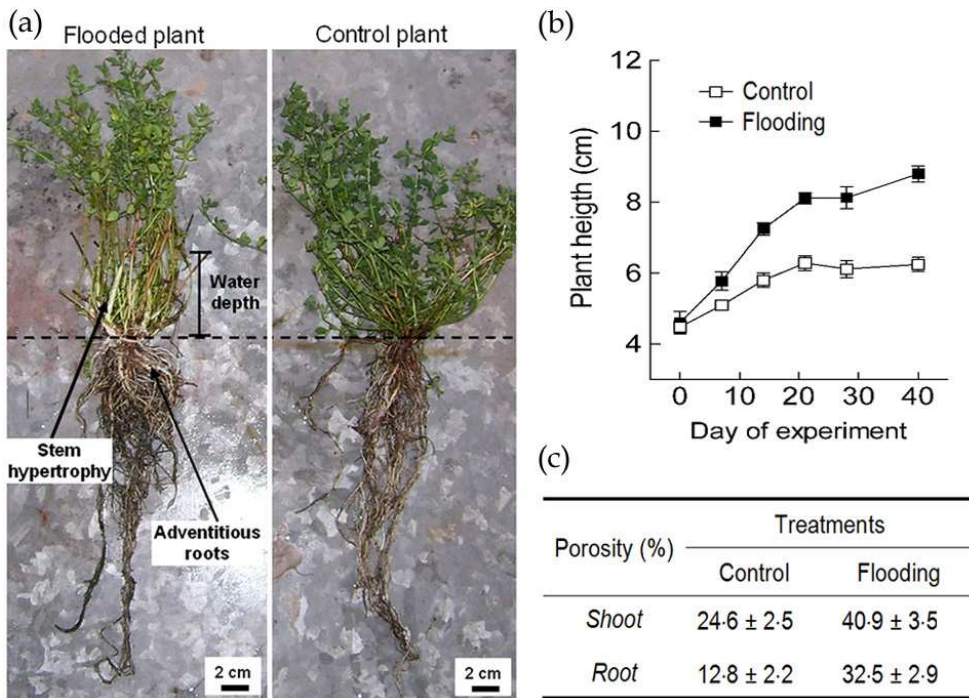 (a)
Flooded plant
Control plant
Water
depth
Stem
hypertrophy
Adventitious
roots
2 cm
2 cm
(b)
12
10
8
6
4
Plant heigth (cm)
Control
Flooding
0 10 20 30 40
Day of experiment
(c)
Porosity (%)
Treatments
Control Flooding
Shoot 24·6 ± 2·5 40·9 ± 3·5
Root 12·8 ± 2·2 32·5 ± 2·9